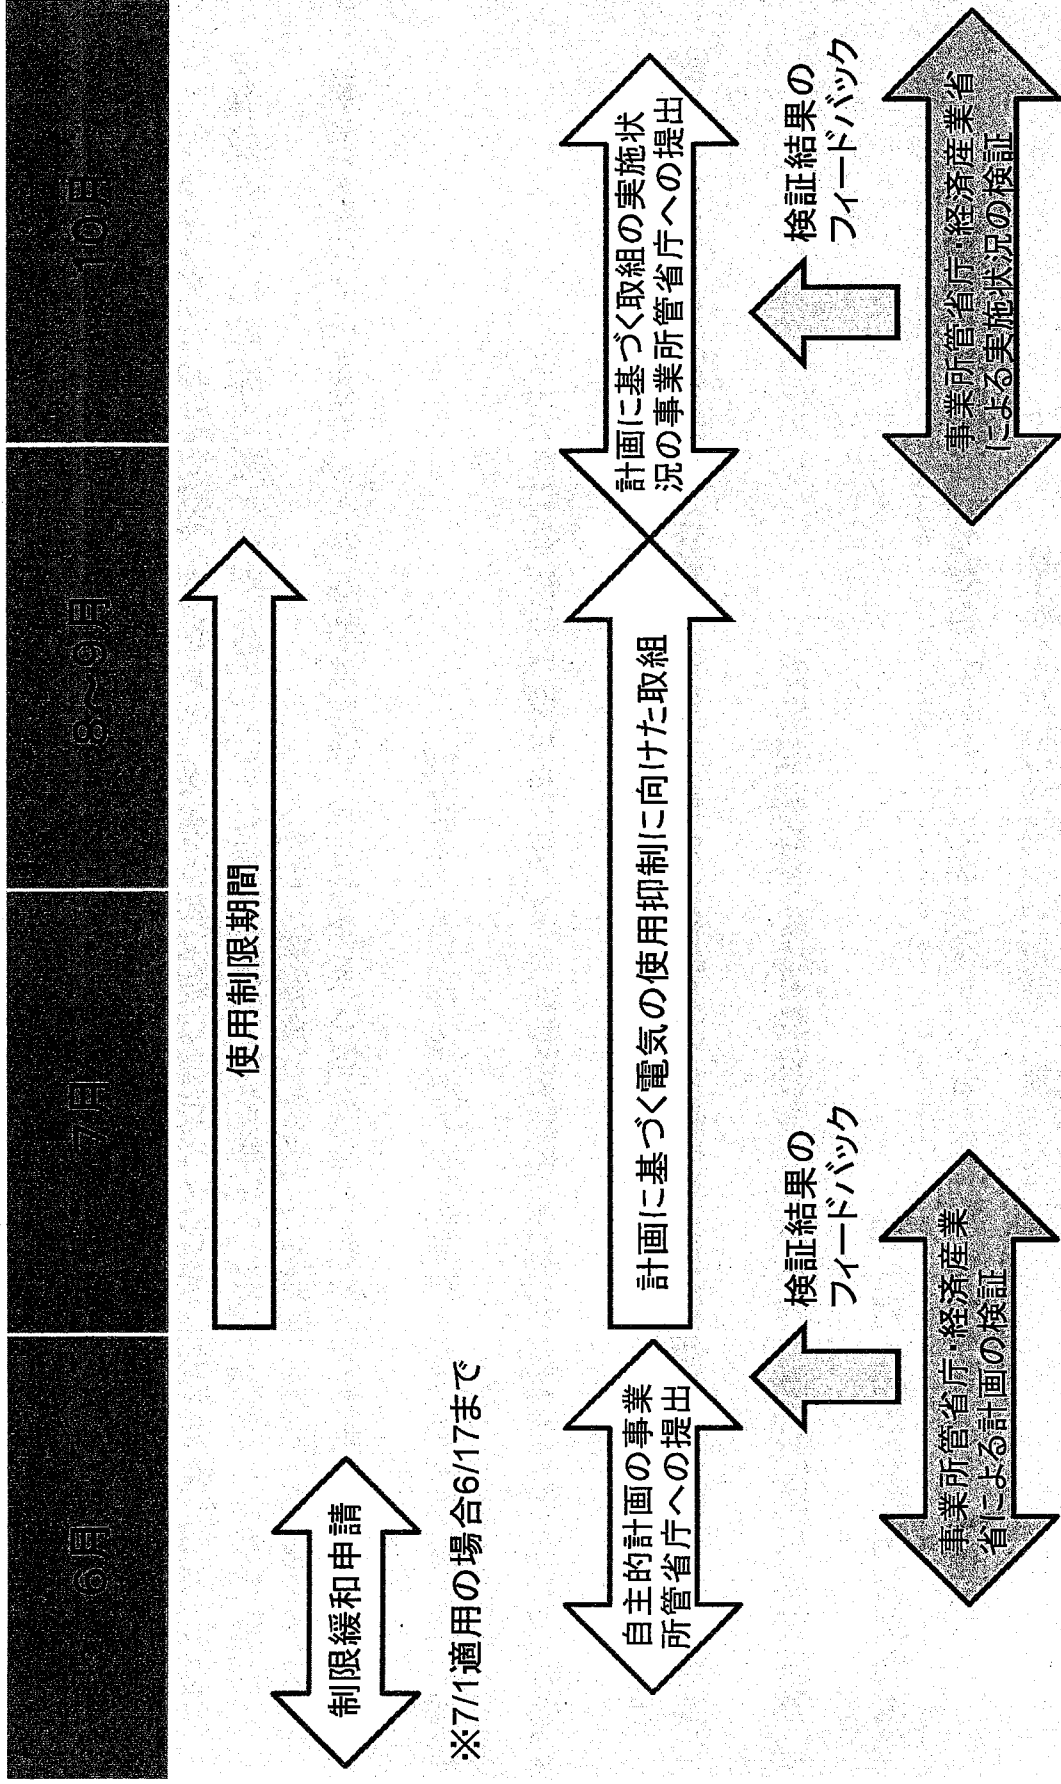 6月
7月
8～9月
10月
使用制限期間
制限緩和申請
※7/1適用の場合6/17まで
自主的計画の事業
所管省庁への提出
計画に基づく電気の使用抑制に向けた取組
計画に基づく取組の実施状
況の事業所管省庁への提出
検証結果の
フィードバック
検証結果の
フィードバック
事業所管省庁・経済産業
省による計画の検証
事業所管省庁・経済産業省
による実施状況の検証